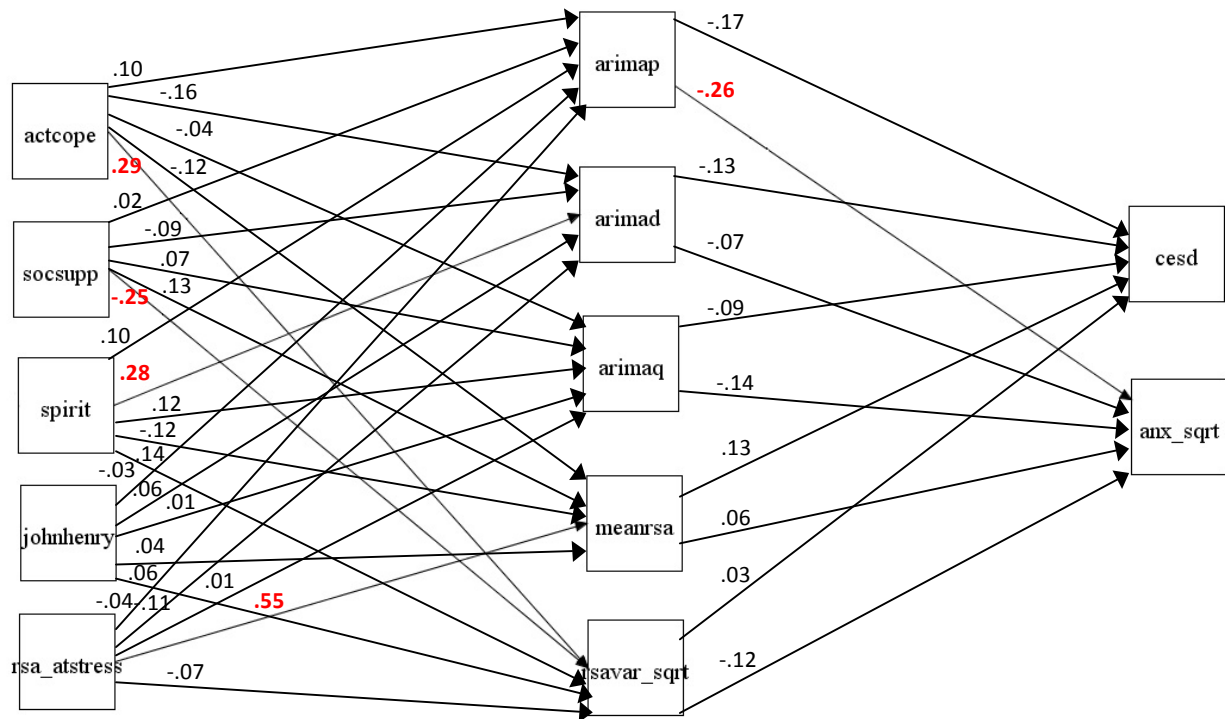 actcope
socsupp
spirit
johnhenry
rsa_atstress
.10
-.16
-.04
-.12
.29
.02
-.09
.07
.13
-.25
.10
.28
.12
-.12
.14
-.03
.06
.01
.04
.06
-.04
-.11
.01
.55
-.07
arimap
arimad
arimaq
meanrsa
rsavar_sqrt
-.17
-.26
-.13
-.07
-.09
-.14
.13
.06
.03
-.12
cesd
anx_sqrt